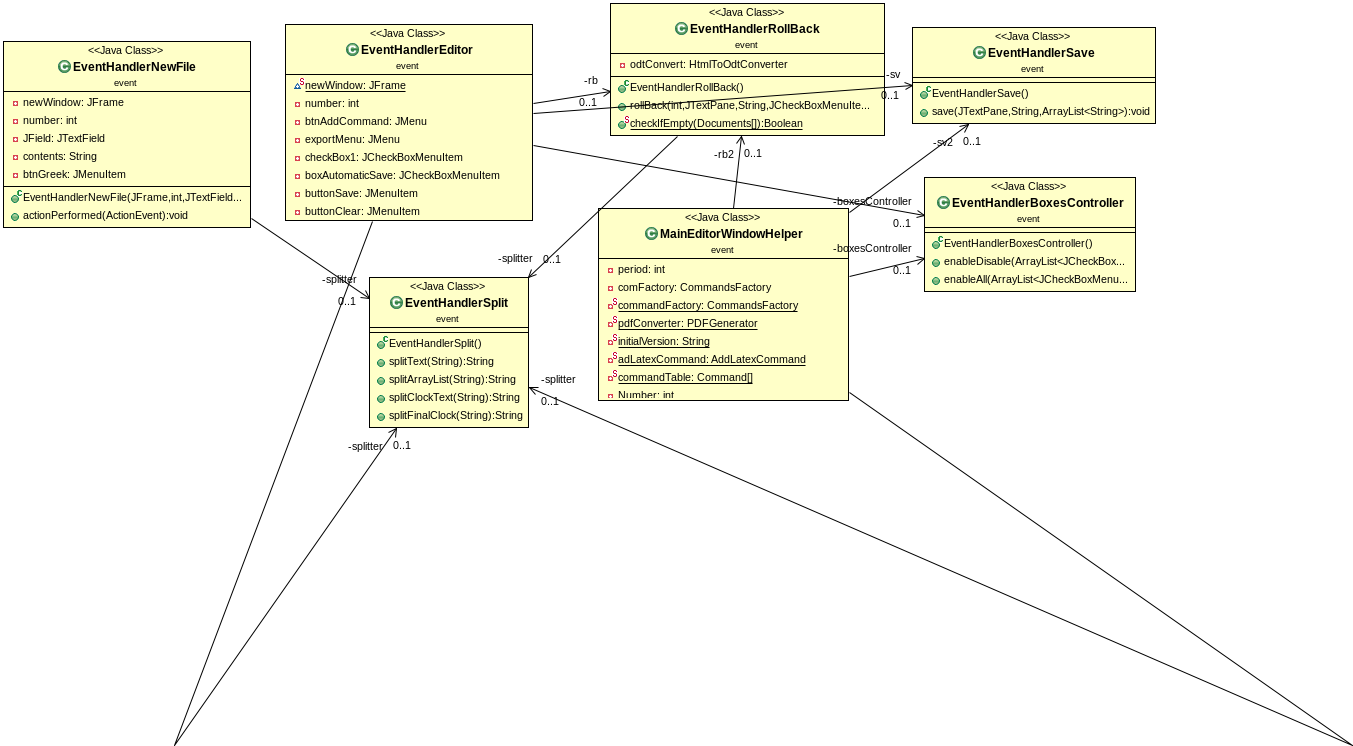 <<Java Class>>
EventHandlerNewFile
event
newWindow: JFrame
number: int
JField: JTextField
contents: String
btnGreek: JMenuItem
EventHandlerNewFile(JFrame,int,JTextField...
actionPerformed(ActionEvent):void
<<Java Class>>
EventHandlerEditor
event
newWindow: JFrame
number: int
btnAddCommand: JMenu
exportMenu: JMenu
checkBox1: JCheckBoxMenuItem
boxAutomaticSave: JCheckBoxMenuItem
buttonSave: JMenuItem
buttonClear: JMenuItem
<<Java Class>>
EventHandlerRollBack
event
odtConvert: HtmlToOdtConverter
EventHandlerRollBack()
rollBack(int,JTextPane,String,JCheckBoxMenuIte...
checkIfEmpty(Documents[]):Boolean
<<Java Class>>
EventHandlerSave
event
EventHandlerSave()
save(JTextPane,String,ArrayList<String>):void
-rb
0..1
-sv
0..1
-rb2
0..1
-sv2
0..1
<<Java Class>>
EventHandlerBoxesController
event
EventHandlerBoxesController()
enableDisable(ArrayList<JCheckBox...
enableAll(ArrayList<JCheckBoxMenu...
-boxesController
0..1
-boxesController
0..1
<<Java Class>>
MainEditorWindowHelper
event
period: int
comFactory: CommandsFactory
commandFactory: CommandsFactory
pdfConverter: PDFGenerator
initialVersion: String
adLatexCommand: AddLatexCommand
commandTable: Command[]
Number: int
<<Java Class>>
EventHandlerSplit
event
EventHandlerSplit()
splitText(String):String
splitArrayList(String):String
splitClockText(String):String
splitFinalClock(String):String
-splitter
0..1
-splitter
0..1
-splitter
0..1
-splitter
0..1